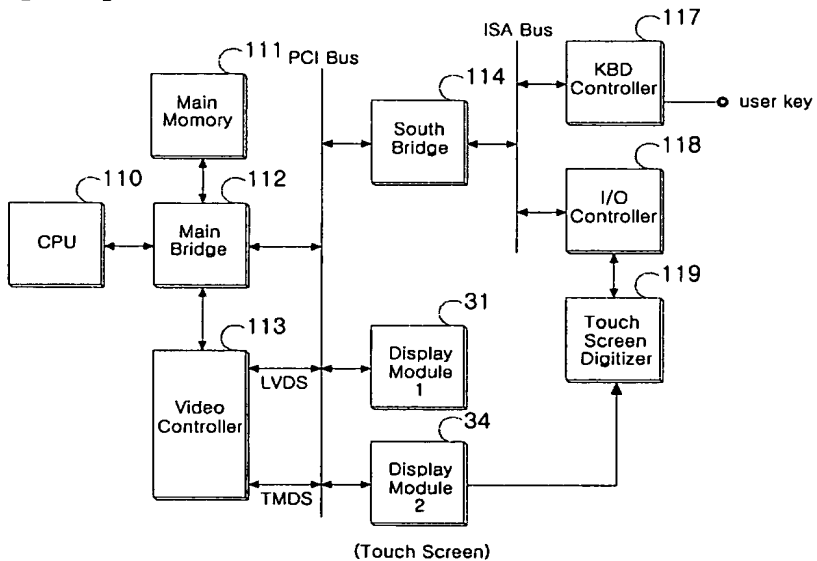 111
PCI Bus
ISA Bus
117
Main
Momory
114
KBD
Controller
user key
South
Bridge
110
112
118
CPU
Main
Bridge
I/O
Controller
119
113
31
Touch
Screen
Digitizer
LVDS
Display
Module
1
Video
Controller
34
TMDS
Display
Module
2
(Touch Screen)